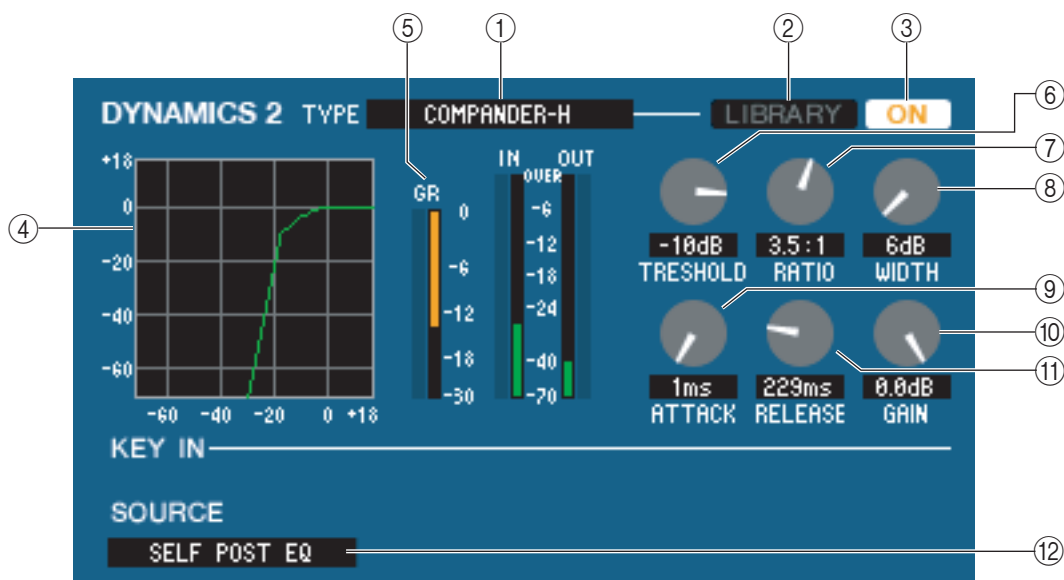 ① ② ③ ④ ⑤ ⑥ ⑦ ⑧ ⑨ ⑩ ⑪ ⑫
DYNAMICS 2 TYPE COMPANDER-H LIBRARY ON
+18
0
-20
-40
-60
-60 -40 -20 0 +18
GR
0
-6
-12
-18
-30
IN OUT
OVER
-6
-12
-18
-24
-40
-70
-10dB 3.5:1 6dB
TRESHOLD RATIO WIDTH
1ms 229ms 0.0dB
ATTACK RELEASE GAIN
KEY IN
SOURCE
SELF POST EQ